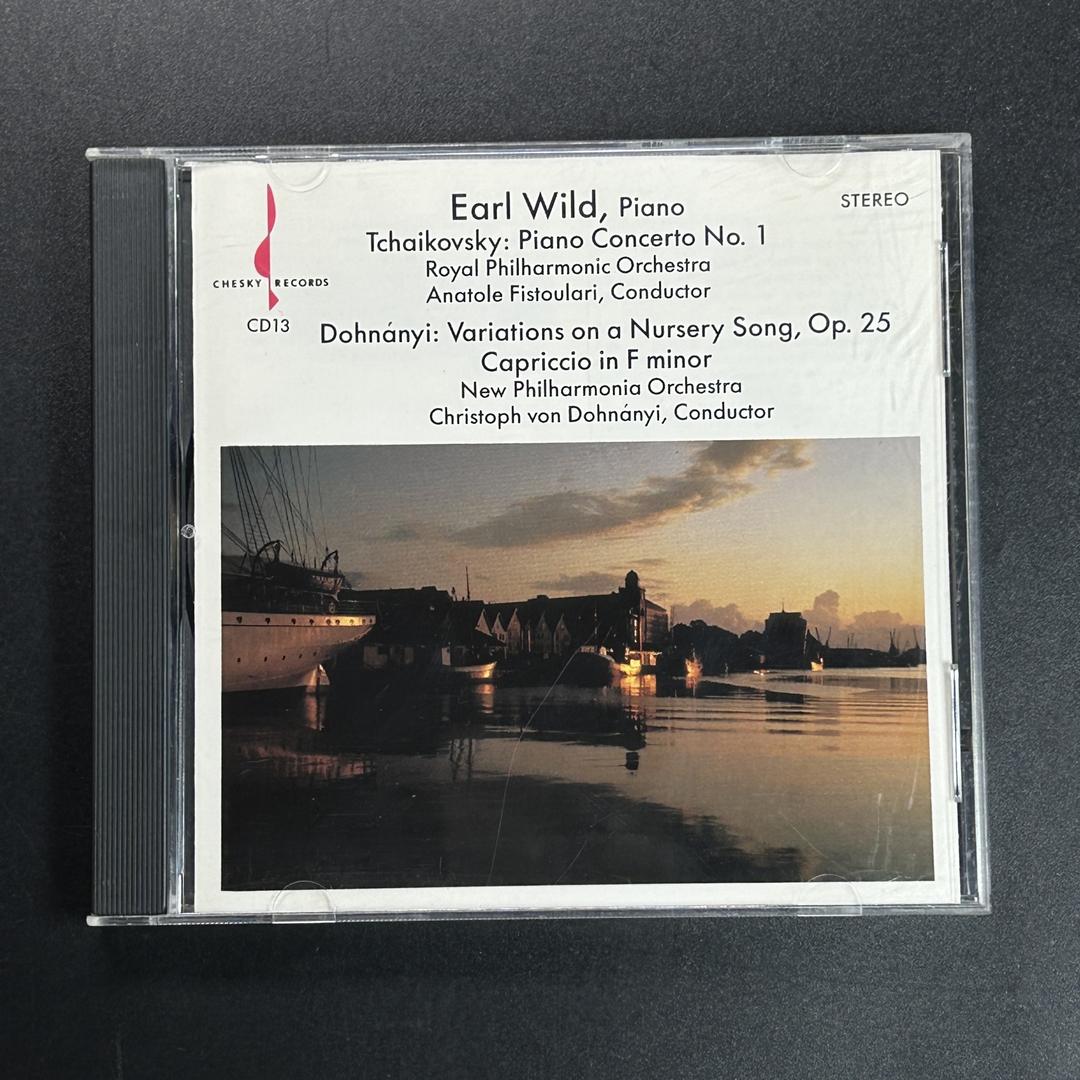 Earl Wild, Piano
STEREO
Tchaikovsky: Piano Concerto No. 1
Royal Philharmonic Orchestra
Anatole Fistoulari, Conductor
CHESKY RECORDS
CD13
Dohnányi: Variations on a Nursery Song, Op. 25
Capriccio in F minor
New Philharmonia Orchestra
Christoph von Dohnányi, Conductor